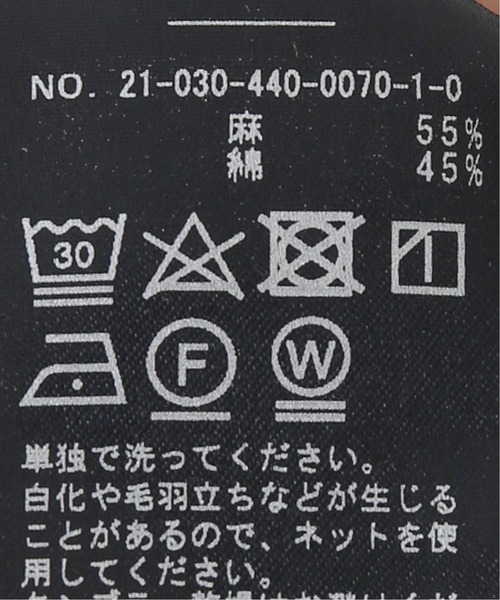 NO. 21-030-440-0070-1-0
麻 55%
綿 45%
30
F W
単独で洗ってください。
白化や毛羽立ちなどが生じる
ことがあるので、ネットを使
用してください。